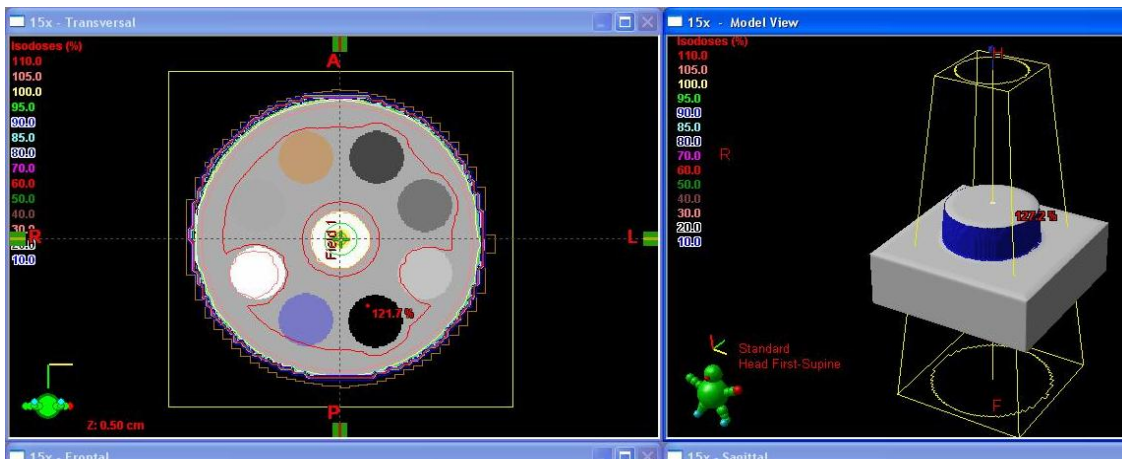 15x - Transversal
Isodoses (%)
110.0
105.0
100.0
95.0
90.0
85.0
80.0
70.0
60.0
50.0
40.0
30.0
20.0
10.0
A
R
L
P
Field 1
121.7 %
Z: 0.50 cm
15x - Model View
Isodoses (%)
110.0
105.0
100.0
95.0
90.0
85.0
80.0
70.0
60.0
50.0
40.0
30.0
20.0
10.0
H
R
127.2 %
F
Standard
Head First-Supine
15x - Frontal
15x - Sagittal